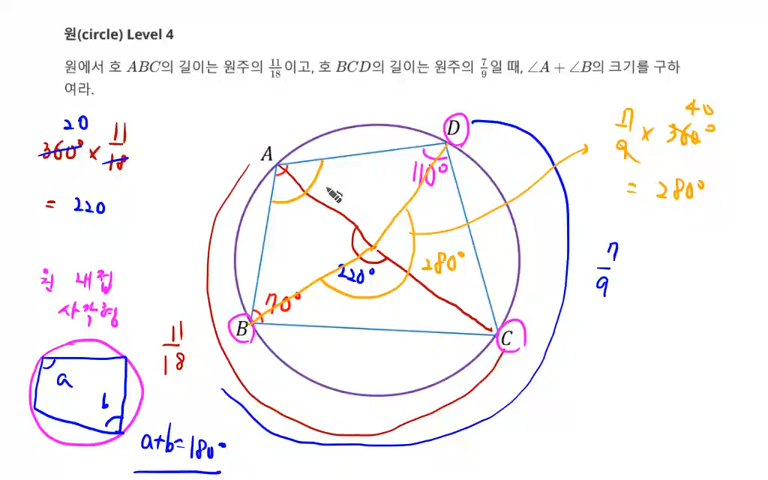 원(circle) Level 4
원에서 호 ABC의 길이는 원주의 11/18이고, 호 BCD의 길이는 원주의 7/9일 때, ∠A + ∠B의 크기를 구하
여라.
20
360° × 11/18
= 220
원 내접
사각형
a
b
a+b=180°
11/18
A
B
C
D
110°
70°
220°
280°
7/9
40
7/9 × 360°
= 280°